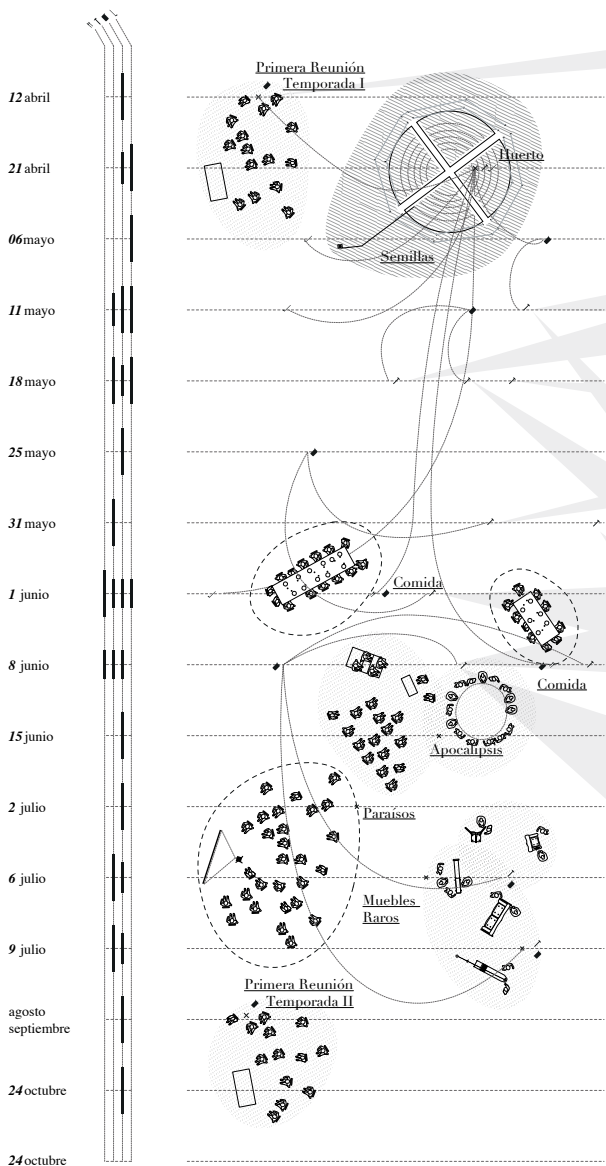 Primera Reunión
Temporada I
12 abril
Huerto
21 abril
06 mayo
Semillas
11 mayo
18 mayo
25 mayo
31 mayo
Comida
1 junio
8 junio
Comida
15 junio
Apocalipsis
2 julio
Paraísos
6 julio
Muebles
Raros
9 julio
Primera Reunión
Temporada II
agosto
septiembre
24 octubre
24 octubre